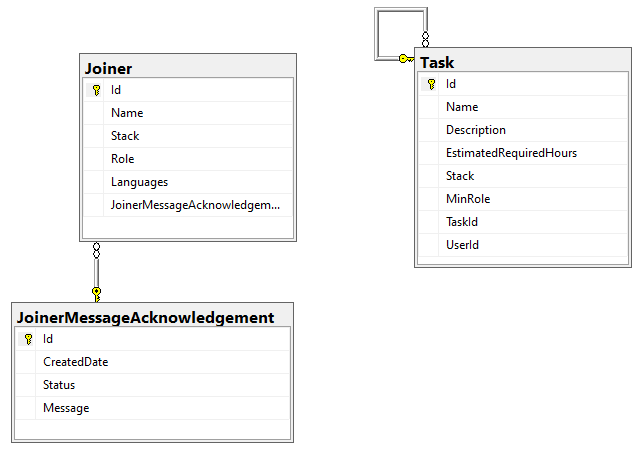 Joiner
Id
Name
Stack
Role
Languages
JoinerMessageAcknowledgem...
Task
Id
Name
Description
EstimatedRequiredHours
Stack
MinRole
TaskId
UserId
JoinerMessageAcknowledgement
Id
CreatedDate
Status
Message